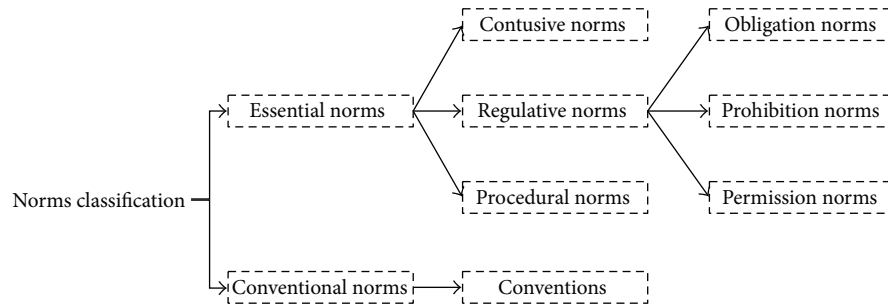 Contusive norms
Obligation norms
Essential norms
Regulative norms
Prohibition norms
Procedural norms
Permission norms
Norms classification
Conventional norms
Conventions